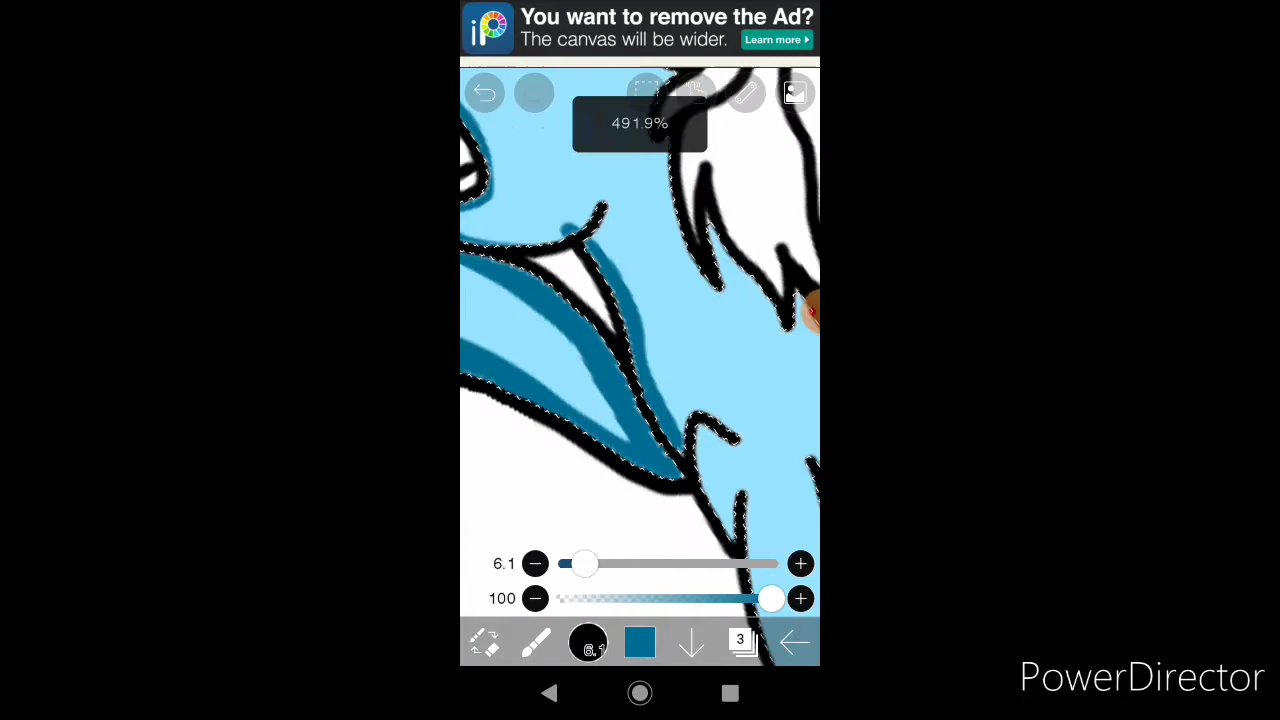 iP
You want to remove the Ad?
The canvas will be wider.
Learn more
491.9%
6.1
100
6.1
3
PowerDirector